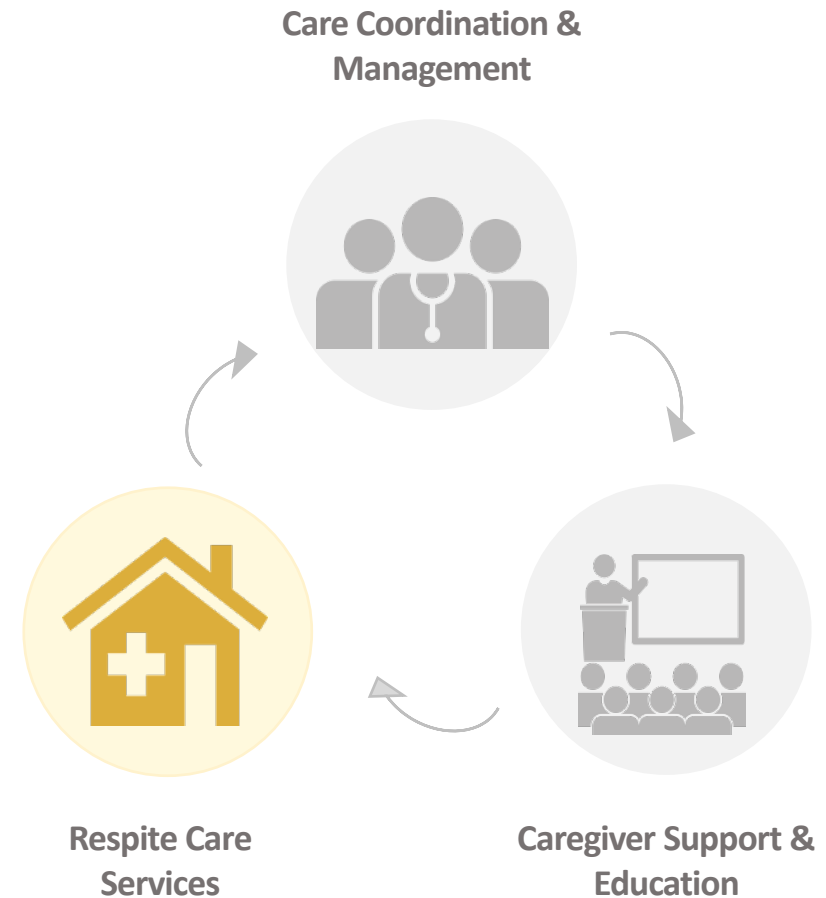 Care Coordination &
Management
Respite Care
Services
Caregiver Support &
Education